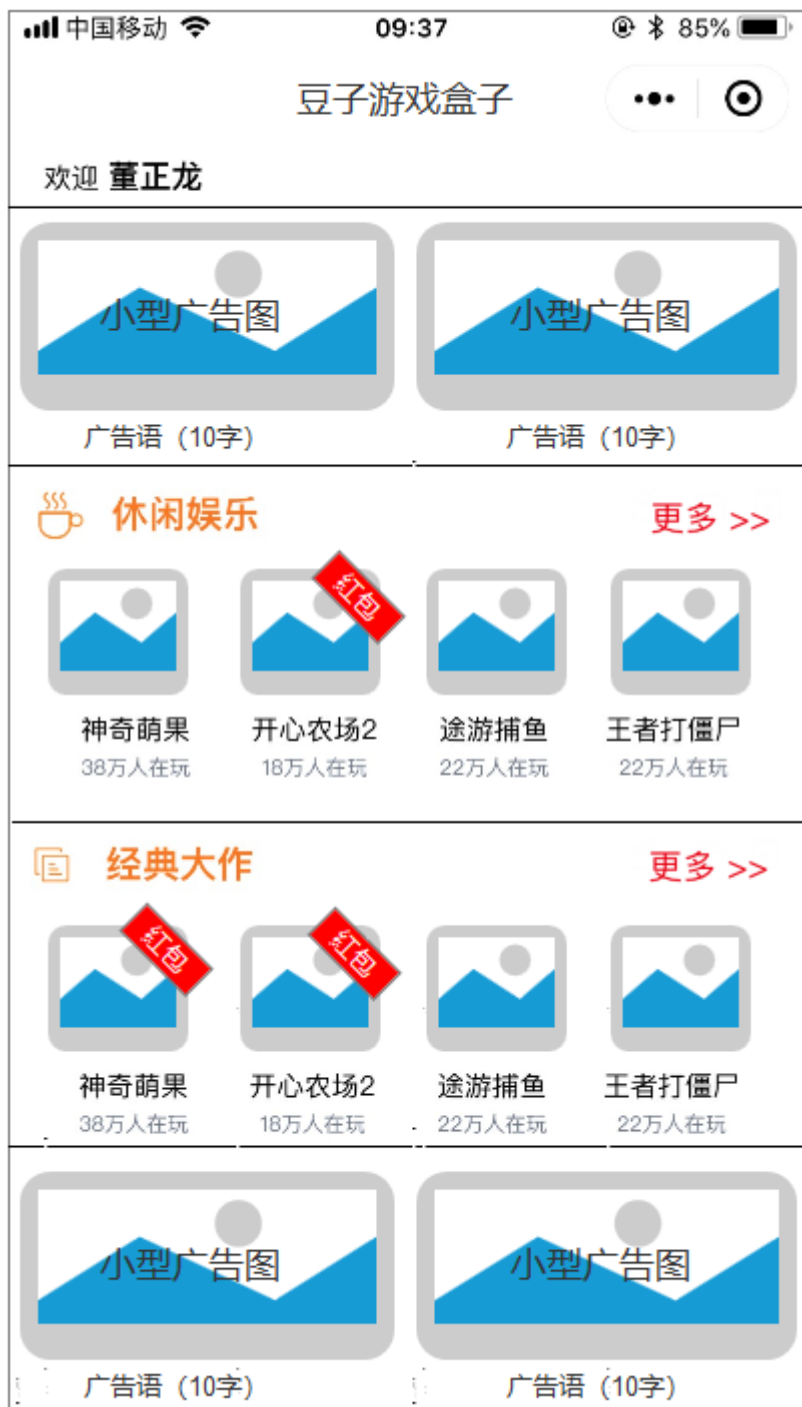 中国移动 09:37 85%
豆子游戏盒子
欢迎 董正龙
小型广告图 小型广告图
广告语（10字） 广告语（10字）
休闲娱乐 更多 >>
红包
神奇萌果 开心农场2 途游捕鱼 王者打僵尸
38万人在玩 18万人在玩 22万人在玩 22万人在玩
经典大作 更多 >>
红包 红包
神奇萌果 开心农场2 途游捕鱼 王者打僵尸
38万人在玩 18万人在玩 22万人在玩 22万人在玩
小型广告图 小型广告图
广告语（10字） 广告语（10字）